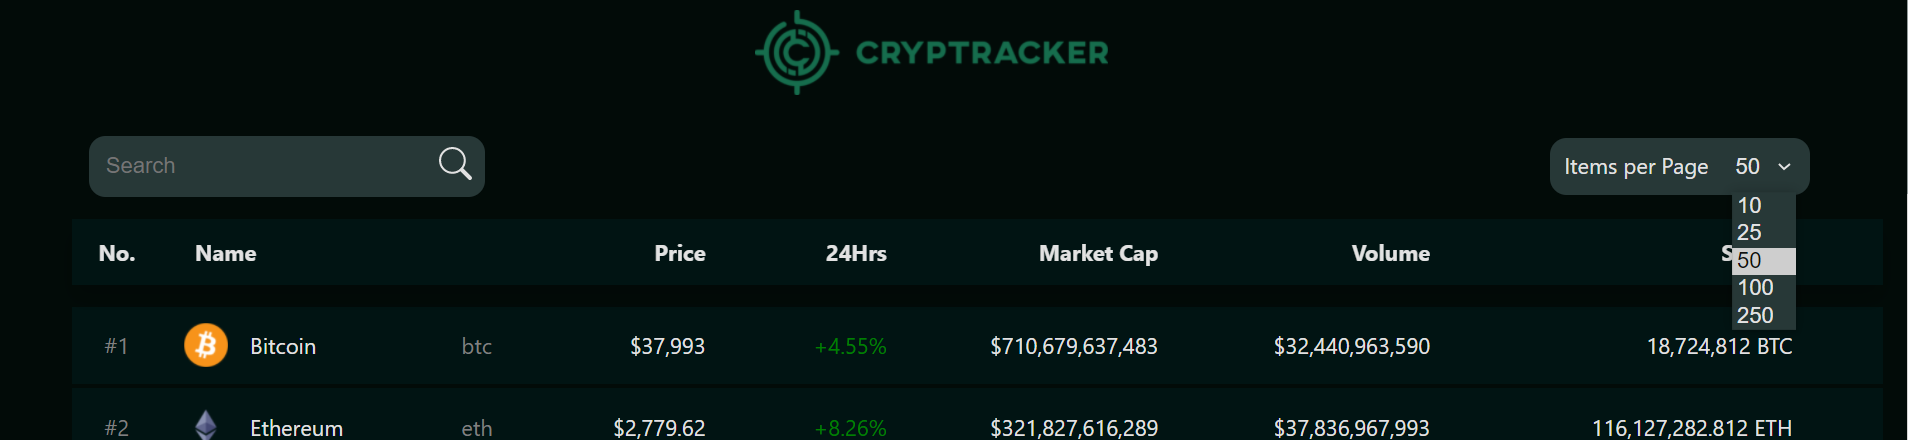 CRYPTRACKER
Search
Items per Page 50
10
25
50
100
250
No. Name Price 24Hrs Market Cap Volume
#1 Bitcoin btc $37,993 +4.55% $710,679,637,483 $32,440,963,590 18,724,812 BTC
#2 Ethereum eth $2,779.62 +8.26% $321,827,616,289 $37,836,967,993 116,127,282.812 ETH